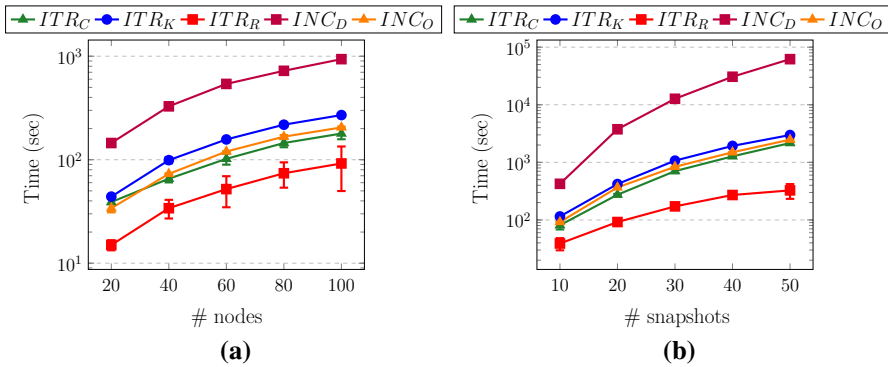 ITR_C ITR_K ITR_R INC_D INC_O
10^3
10^2
10^1
Time (sec)
20 40 60 80 100
# nodes
(a)
ITR_C ITR_K ITR_R INC_D INC_O
10^5
10^4
10^3
10^2
Time (sec)
10 20 30 40 50
# snapshots
(b)